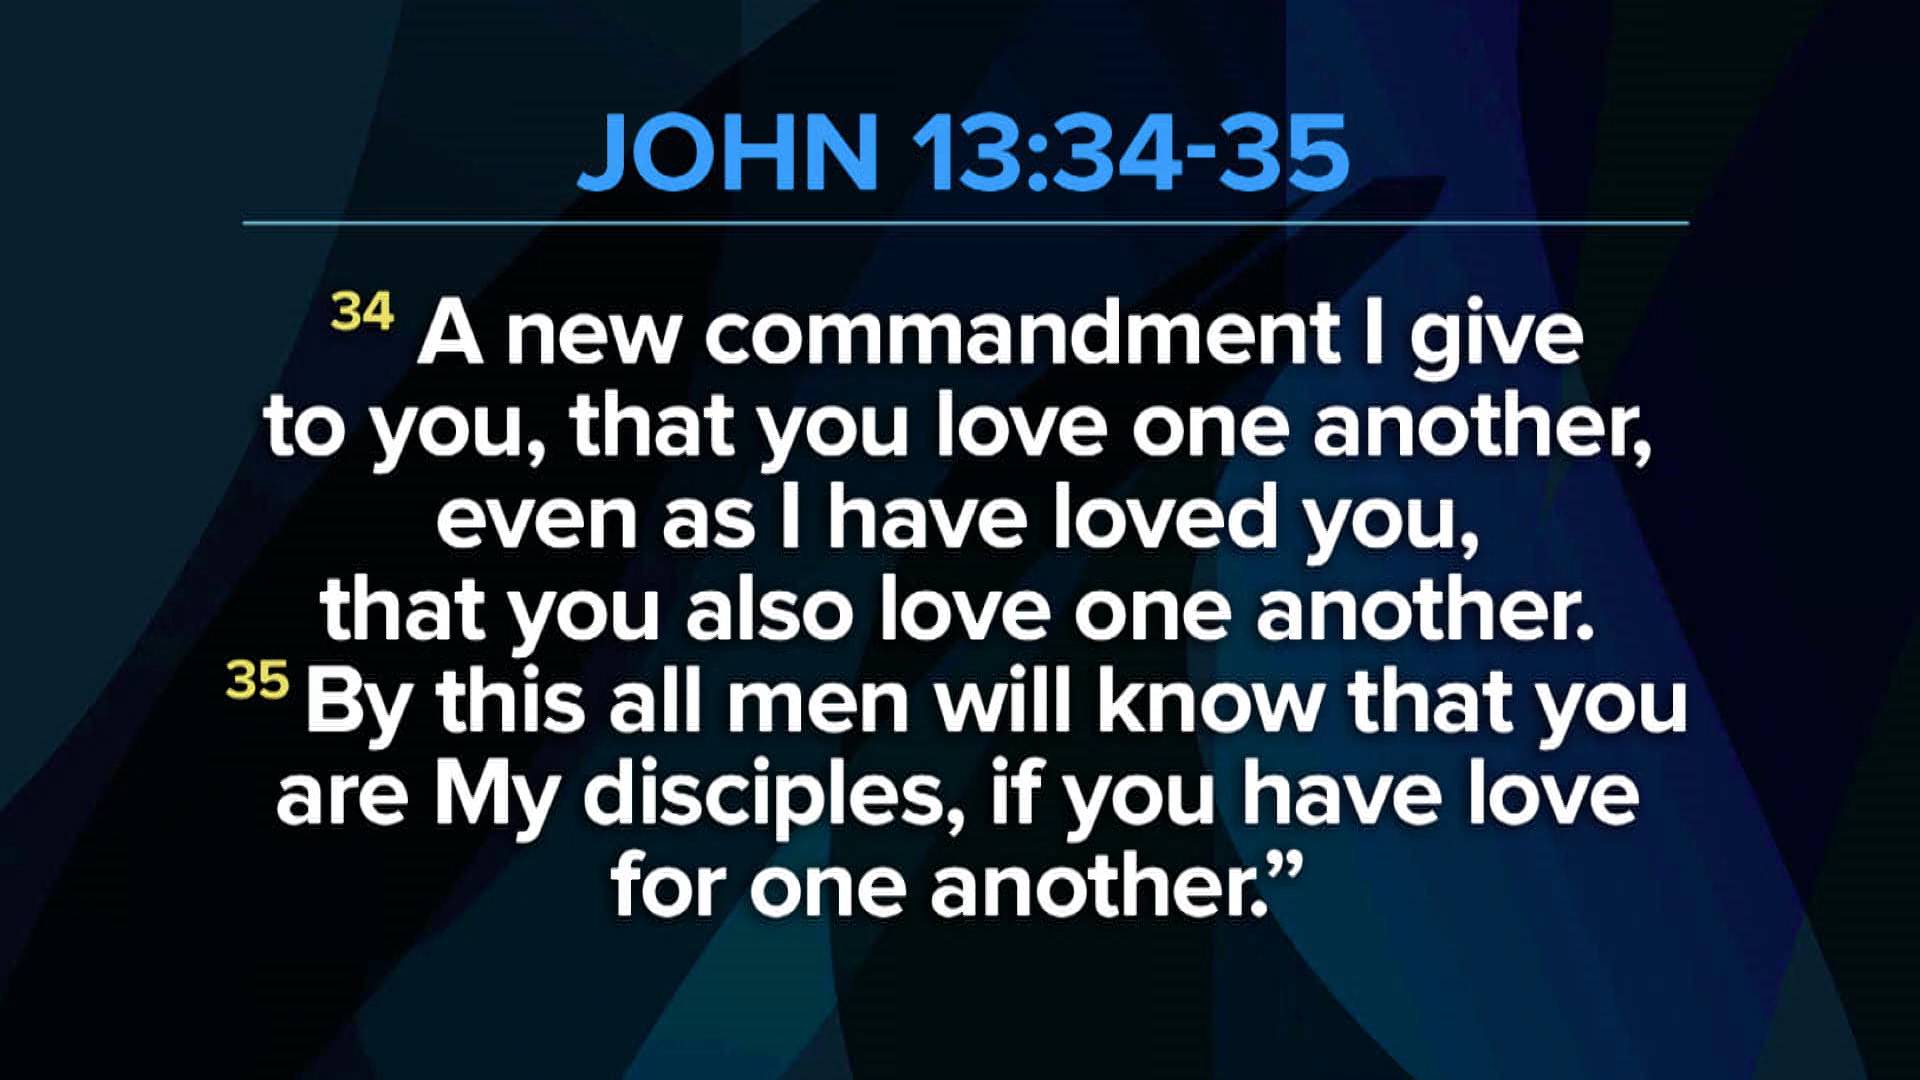 JOHN 13:34-35
34 A new commandment I give
to you, that you love one another,
even as I have loved you,
that you also love one another.
35 By this all men will know that you
are My disciples, if you have love
for one another.”